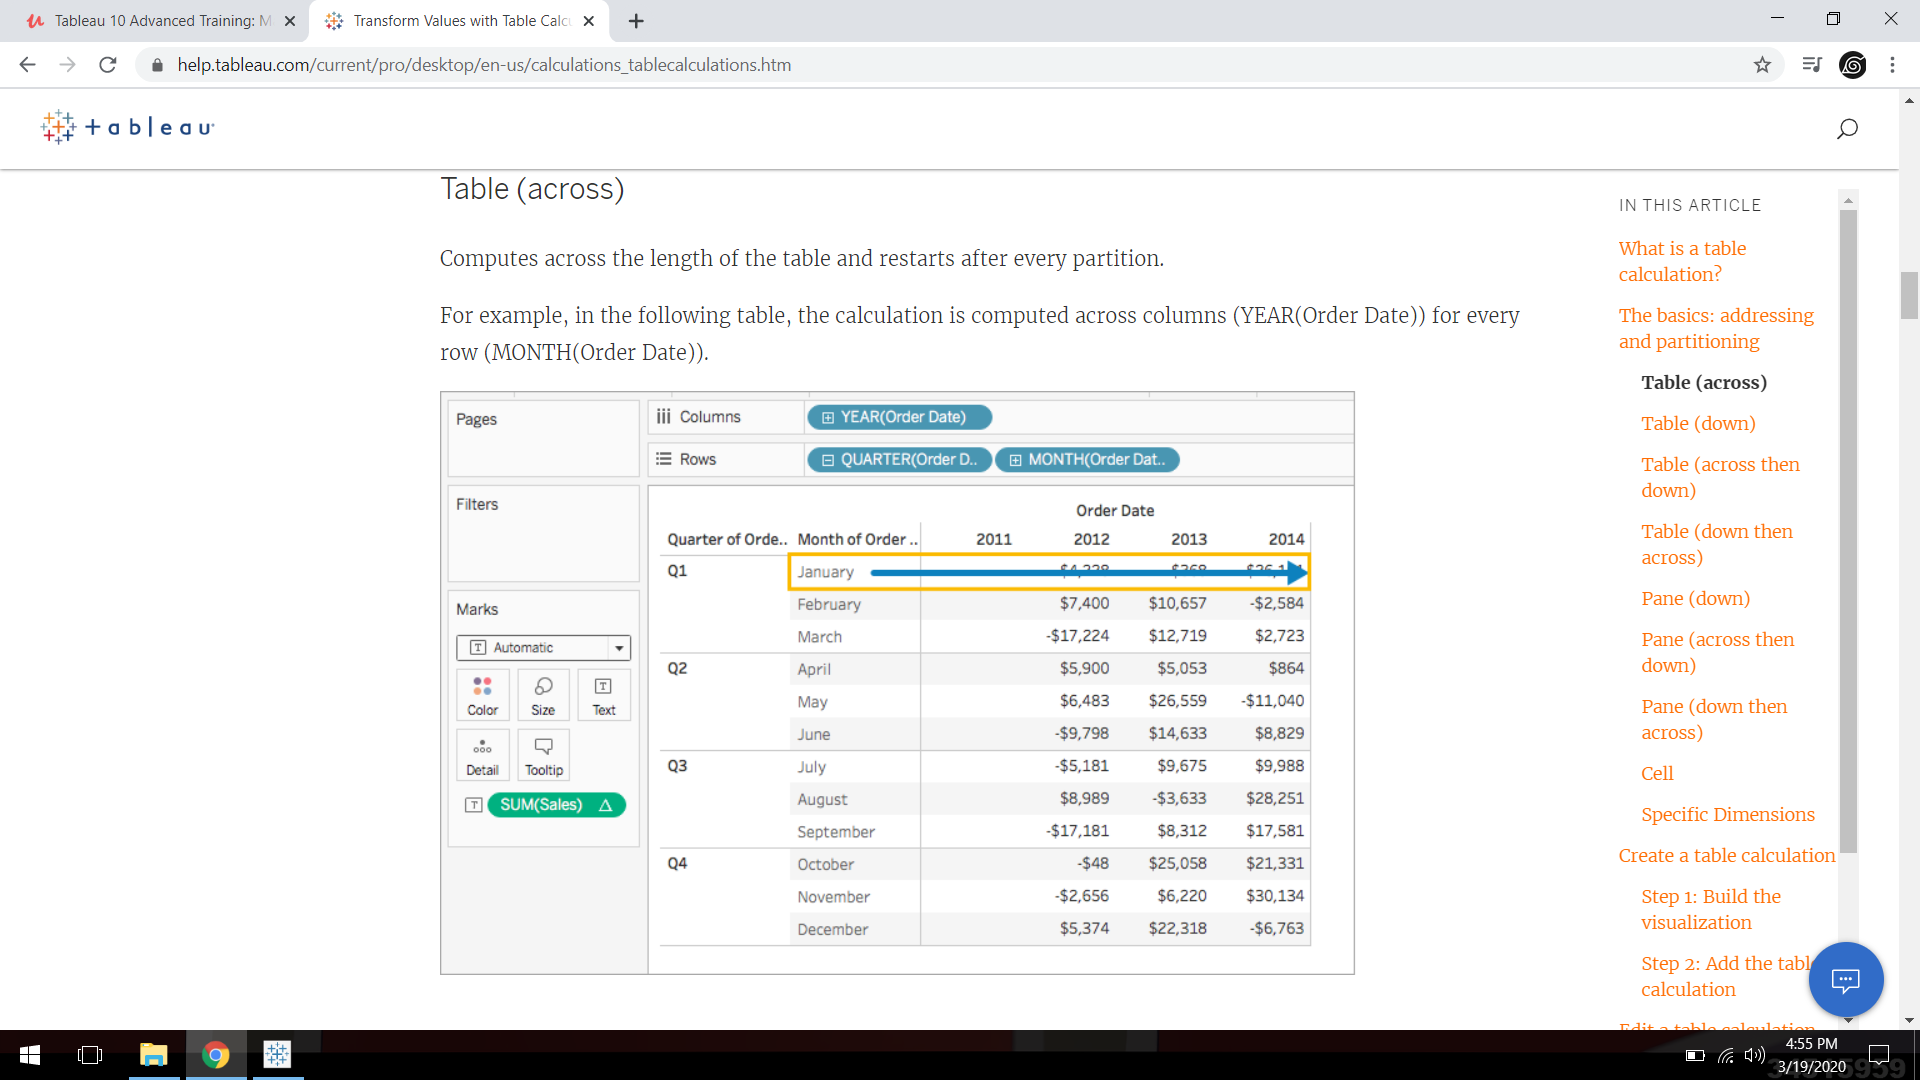 Tableau 10 Advanced Training: M
Transform Values with Table Calc
help.tableau.com/current/pro/desktop/en-us/calculations_tablecalculations.htm
+ableau
Table (across)
Computes across the length of the table and restarts after every partition.
For example, in the following table, the calculation is computed across columns (YEAR(Order Date)) for every
row (MONTH(Order Date)).
Pages
Columns YEAR(Order Date)
Rows QUARTER(Order D.. MONTH(Order Dat..
Filters
Marks
Automatic
Color Size Text
Detail Tooltip
SUM(Sales)
Order Date
Quarter of Orde.. Month of Order .. 2011 2012 2013 2014
Q1 January
February $7,400 $10,657 -$2,584
March -$17,224 $12,719 $2,723
Q2 April $5,900 $5,053 $864
May $6,483 $26,559 -$11,040
June -$9,798 $14,633 $8,829
Q3 July -$5,181 $9,675 $9,988
August $8,989 -$3,633 $28,251
September -$17,181 $8,312 $17,581
Q4 October -$48 $25,058 $21,331
November -$2,656 $6,220 $30,134
December $5,374 $22,318 -$6,763
IN THIS ARTICLE
What is a table
calculation?
The basics: addressing
and partitioning
Table (across)
Table (down)
Table (across then
down)
Table (down then
across)
Pane (down)
Pane (across then
down)
Pane (down then
across)
Cell
Specific Dimensions
Create a table calculation
Step 1: Build the
visualization
Step 2: Add the tabl
calculation
Edit a table calculation
4:55 PM
3/19/2020
34515959